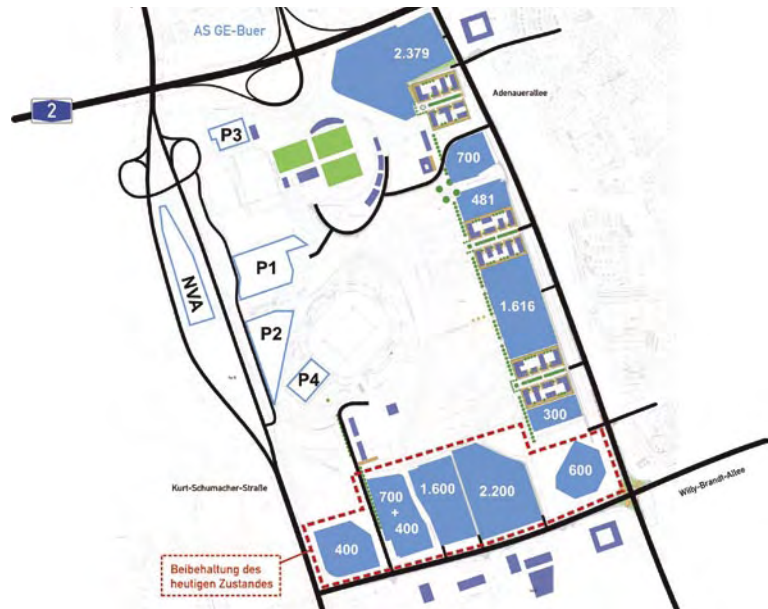 AS GE-Buer
2.379
2
Adenauerallee
P3
700
481
P1
NVA
1.616
P2
P4
300
600
1.600
2.200
700
+
400
Kurt-Schumacher-Straße
Willy-Brandt-Allee
400
Beibehaltung des
heutigen Zustandes